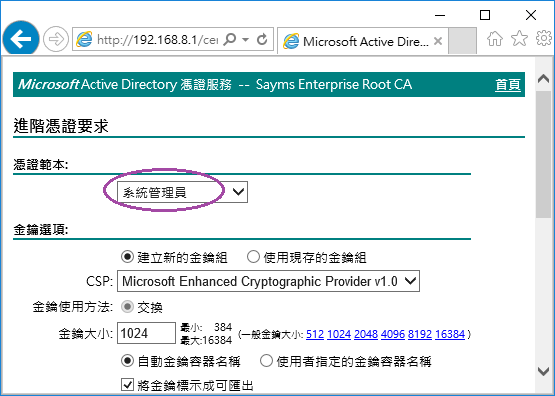 http://192.168.8.1/cer
Microsoft Active Dire...
Microsoft Active Directory 憑證服務 -- Sayms Enterprise Root CA 首頁
進階憑證要求
憑證範本:
系統管理員
金鑰選項:
建立新的金鑰組 使用現存的金鑰組
CSP: Microsoft Enhanced Cryptographic Provider v1.0
金鑰使用方法: 交換
金鑰大小: 1024 最小: 384 (一般金鑰大小: 512 1024 2048 4096 8192 16384 )
最大:16384
自動金鑰容器名稱 使用者指定的金鑰容器名稱
將金鑰標示成可匯出